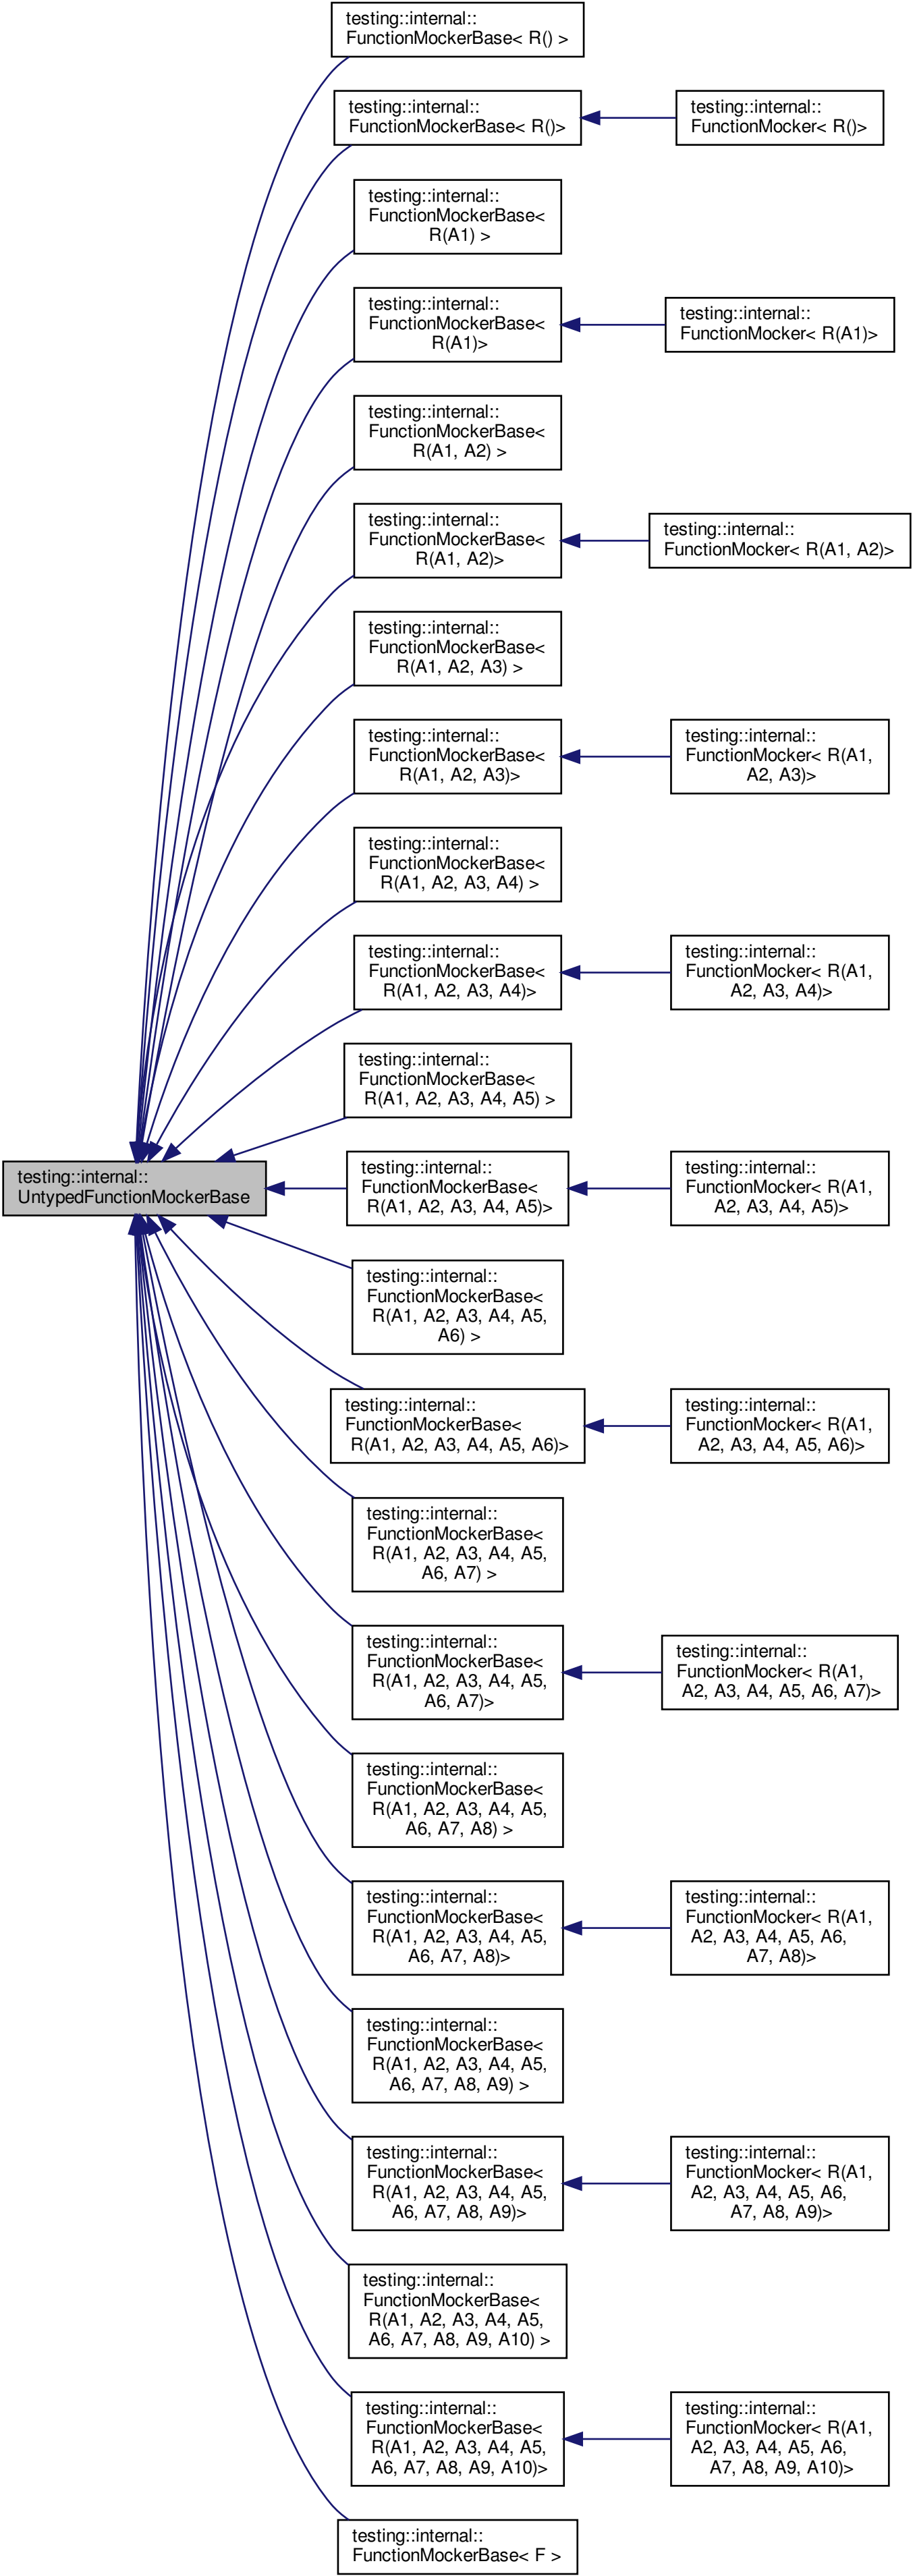 testing::internal::
FunctionMockerBase< R() >
testing::internal::
FunctionMockerBase< R()>
testing::internal::
FunctionMocker< R()>
testing::internal::
FunctionMockerBase<
R(A1) >
testing::internal::
FunctionMockerBase<
R(A1)>
testing::internal::
FunctionMocker< R(A1)>
testing::internal::
FunctionMockerBase<
R(A1, A2) >
testing::internal::
FunctionMockerBase<
R(A1, A2)>
testing::internal::
FunctionMocker< R(A1, A2)>
testing::internal::
FunctionMockerBase<
R(A1, A2, A3) >
testing::internal::
FunctionMockerBase<
R(A1, A2, A3)>
testing::internal::
FunctionMocker< R(A1,
A2, A3)>
testing::internal::
FunctionMockerBase<
R(A1, A2, A3, A4) >
testing::internal::
FunctionMockerBase<
R(A1, A2, A3, A4)>
testing::internal::
FunctionMocker< R(A1,
A2, A3, A4)>
testing::internal::
FunctionMockerBase<
R(A1, A2, A3, A4, A5) >
testing::internal::
UntypedFunctionMockerBase
testing::internal::
FunctionMockerBase<
R(A1, A2, A3, A4, A5)>
testing::internal::
FunctionMocker< R(A1,
A2, A3, A4, A5)>
testing::internal::
FunctionMockerBase<
R(A1, A2, A3, A4, A5,
A6) >
testing::internal::
FunctionMockerBase<
R(A1, A2, A3, A4, A5, A6)>
testing::internal::
FunctionMocker< R(A1,
A2, A3, A4, A5, A6)>
testing::internal::
FunctionMockerBase<
R(A1, A2, A3, A4, A5,
A6, A7) >
testing::internal::
FunctionMockerBase<
R(A1, A2, A3, A4, A5,
A6, A7)>
testing::internal::
FunctionMocker< R(A1,
A2, A3, A4, A5, A6, A7)>
testing::internal::
FunctionMockerBase<
R(A1, A2, A3, A4, A5,
A6, A7, A8) >
testing::internal::
FunctionMockerBase<
R(A1, A2, A3, A4, A5,
A6, A7, A8)>
testing::internal::
FunctionMocker< R(A1,
A2, A3, A4, A5, A6,
A7, A8)>
testing::internal::
FunctionMockerBase<
R(A1, A2, A3, A4, A5,
A6, A7, A8, A9) >
testing::internal::
FunctionMockerBase<
R(A1, A2, A3, A4, A5,
A6, A7, A8, A9)>
testing::internal::
FunctionMocker< R(A1,
A2, A3, A4, A5, A6,
A7, A8, A9)>
testing::internal::
FunctionMockerBase<
R(A1, A2, A3, A4, A5,
A6, A7, A8, A9, A10) >
testing::internal::
FunctionMockerBase<
R(A1, A2, A3, A4, A5,
A6, A7, A8, A9, A10)>
testing::internal::
FunctionMocker< R(A1,
A2, A3, A4, A5, A6,
A7, A8, A9, A10)>
testing::internal::
FunctionMockerBase< F >